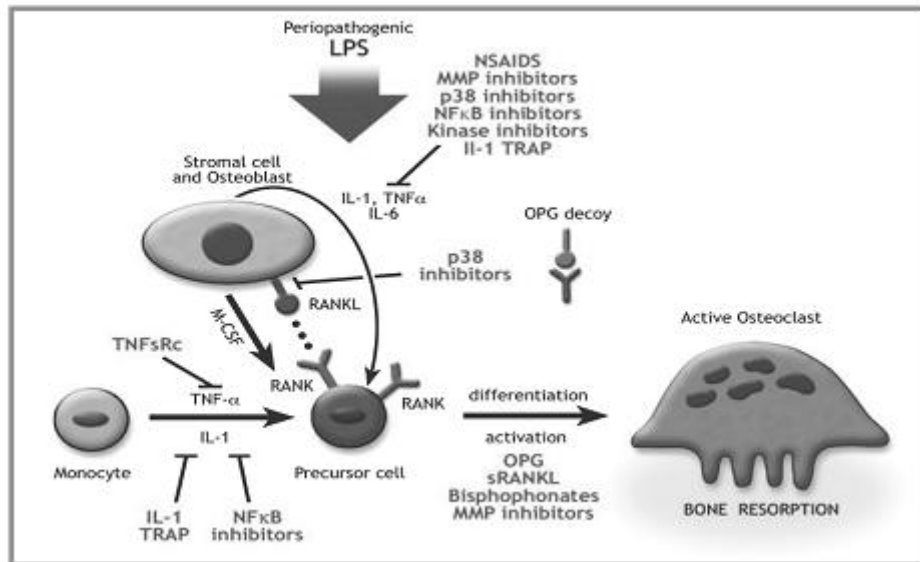 Periopathogenic
LPS
NSAIDS
MMP inhibitors
p38 inhibitors
NFκB inhibitors
Kinase inhibitors
Il-1 TRAP
Stromal cell
and Osteoblast
IL-1, TNFα
IL-6
OPG decoy
p38
inhibitors
RANKL
M-CSF
Active Osteoclast
TNFsRc
RANK
TNF-α
RANK
differentiation
IL-1
activation
Monocyte
Precursor cell
OPG
sRANKL
Bisphophonates
MMP inhibitors
BONE RESORPTION
IL-1
TRAP
NFκB
inhibitors